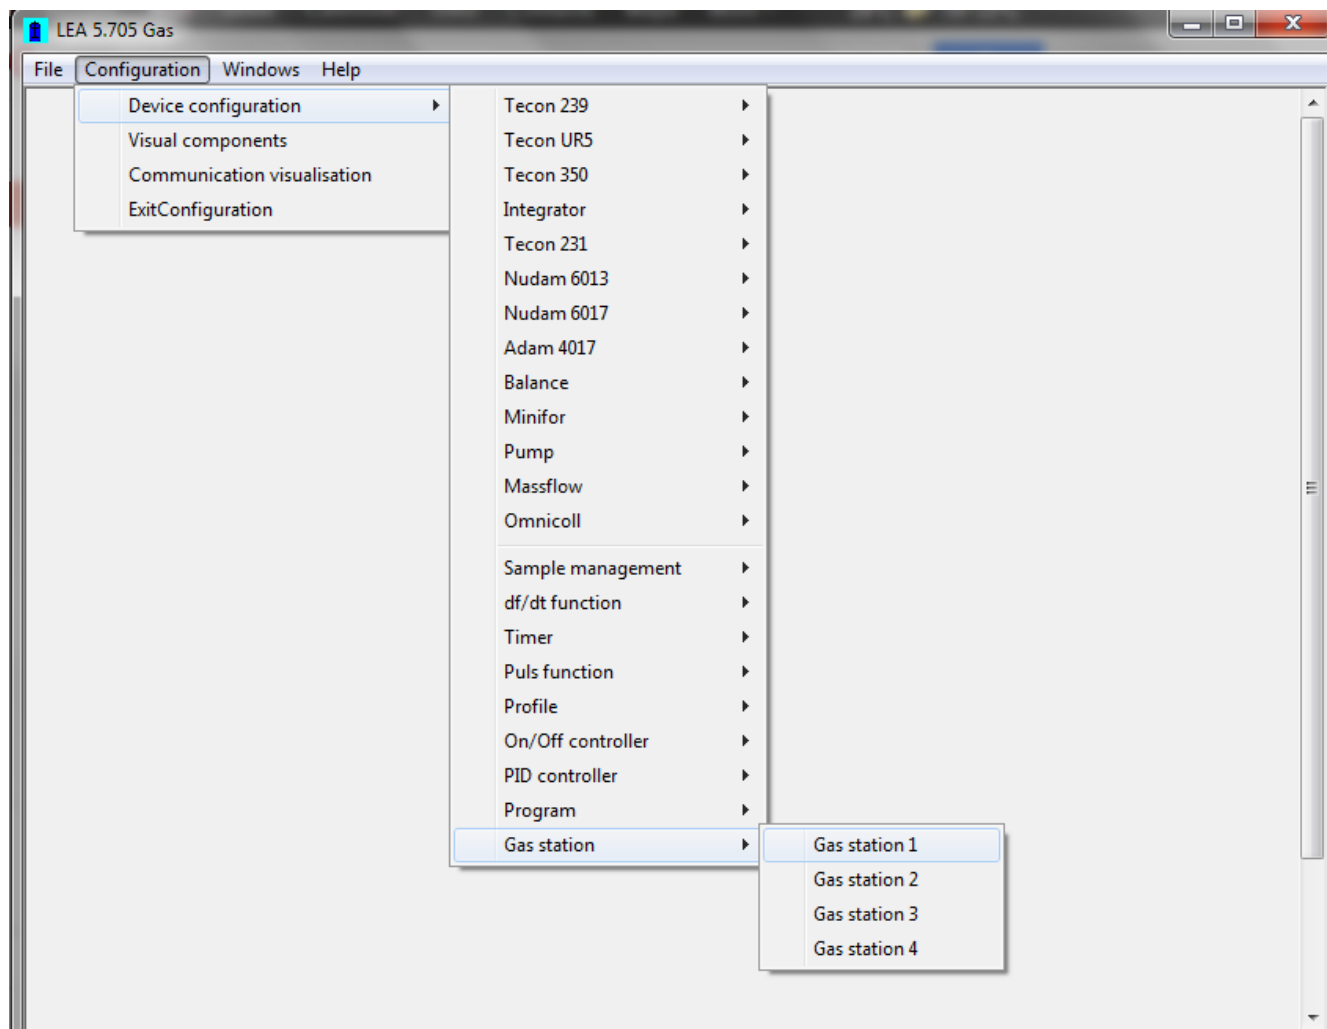 LEA 5.705 Gas
File Configuration Windows Help
Device configuration
Visual components
Communication visualisation
ExitConfiguration
Tecon 239
Tecon UR5
Tecon 350
Integrator
Tecon 231
Nudam 6013
Nudam 6017
Adam 4017
Balance
Minifor
Pump
Massflow
Omnicoll
Sample management
df/dt function
Timer
Puls function
Profile
On/Off controller
PID controller
Program
Gas station
Gas station 1
Gas station 2
Gas station 3
Gas station 4